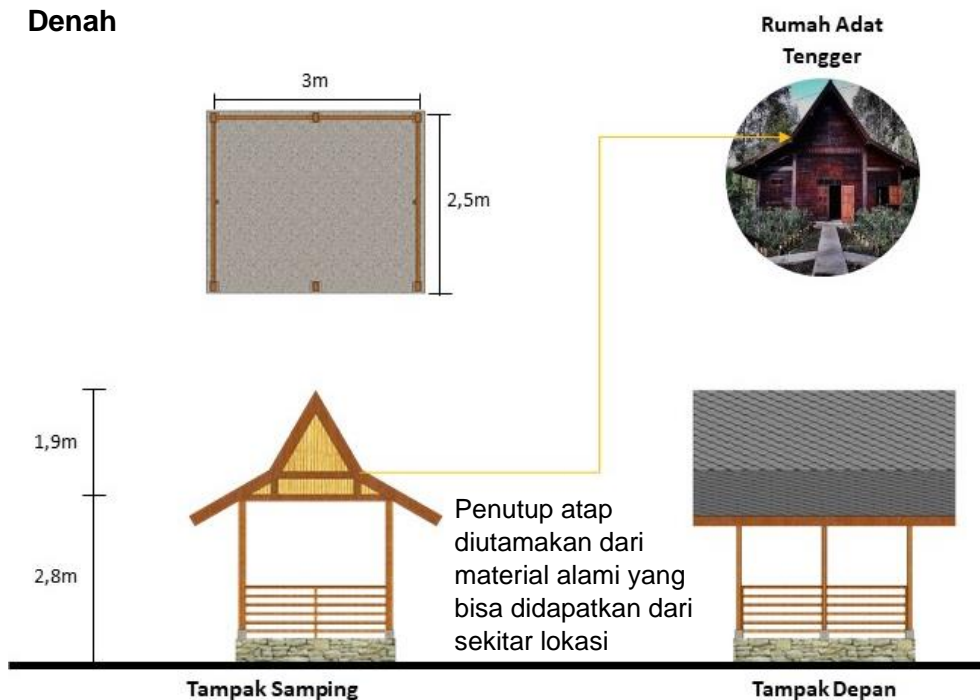 Denah
Rumah Adat
Tengger
3m
2,5m
1,9m
2,8m
Penutup atap
diutamakan dari
material alami yang
bisa didapatkan dari
sekitar lokasi
Tampak Samping
Tampak Depan